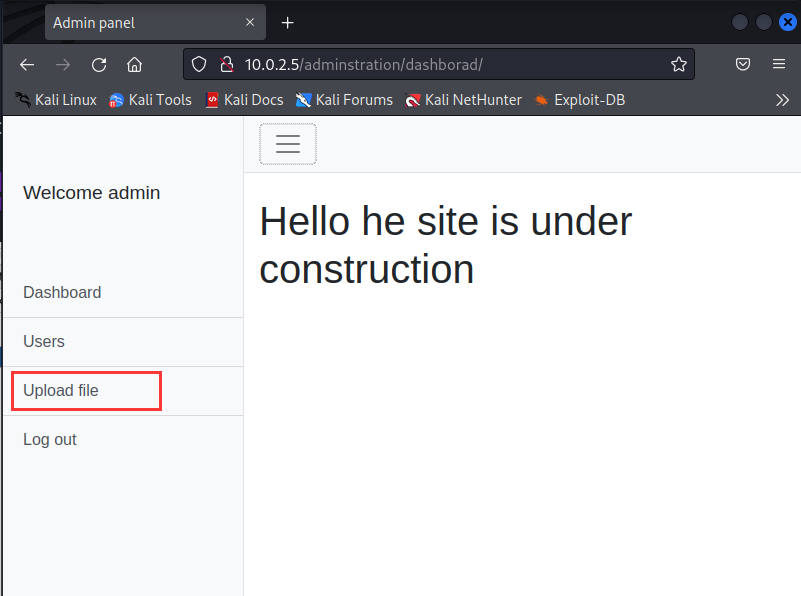 Admin panel
10.0.2.5/adminstration/dashborad/
Kali Linux Kali Tools Kali Docs Kali Forums Kali NetHunter Exploit-DB
Welcome admin
Dashboard
Users
Upload file
Log out
Hello he site is under
construction